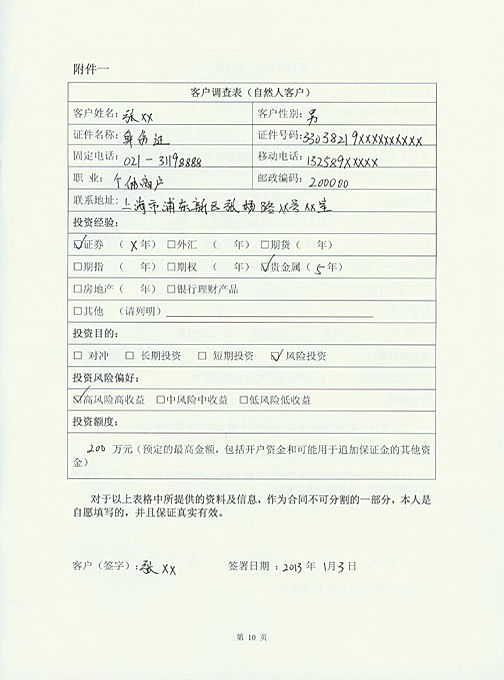 附件一
客户调查表（自然人客户）
客户姓名：张xx 客户性别：男
证件名称：身份证 证件号码：3303821 9XXXXXXXXXX
固定电话：021－31198888 移动电话：132589XXXXX
职 业：个体商户 邮政编码：200000
联系地址：上海市浦东新区 路XX号XX室
投资经验：
☑证券 （ X 年）□外汇 （ 年）□期货（ 年）
□期指 （ 年）□期权 （ 年）☑贵金属（ 5 年）
□房地产（ 年）□银行理财产品
□其他 （请列明）
投资目的：
□ 对冲 □ 长期投资 □ 短期投资 ☑ 风险投资
投资风险偏好：
☑高风险高收益 □中风险中收益 □低风险低收益
投资额度：
200 万元（预定的最高金额，包括开户资金和可能用于追加保证金的其他资
金）
对于以上表格中所提供的资料及信息，作为合同不可分割的一部分，本人是
自愿填写的，并且保证真实有效。
客户（签字）：张XX 签署日期：2013 年 1月3日
第 10 页